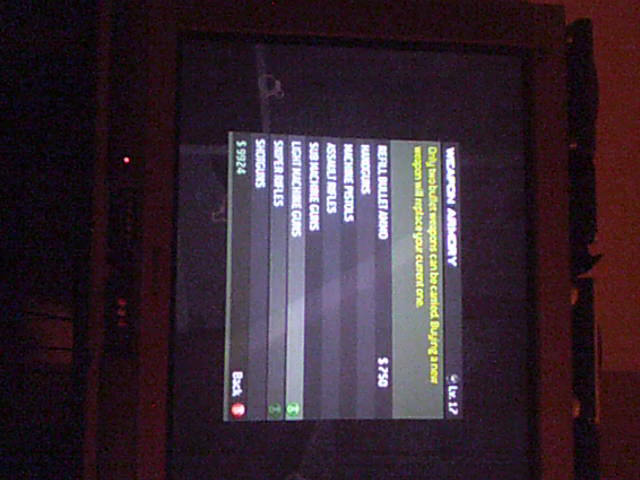 WEAPON ARMORY Lv. 17
Only two bullet weapons can be carried. Buying a new
weapon will replace your current one.
REFILL BULLET AMMO $ 750
HANDGUNS
MACHINE PISTOLS
ASSAULT RIFLES
SUB MACHINE GUNS
LIGHT MACHINE GUNS
SNIPER RIFLES
SHOTGUNS
$ 9924 Back